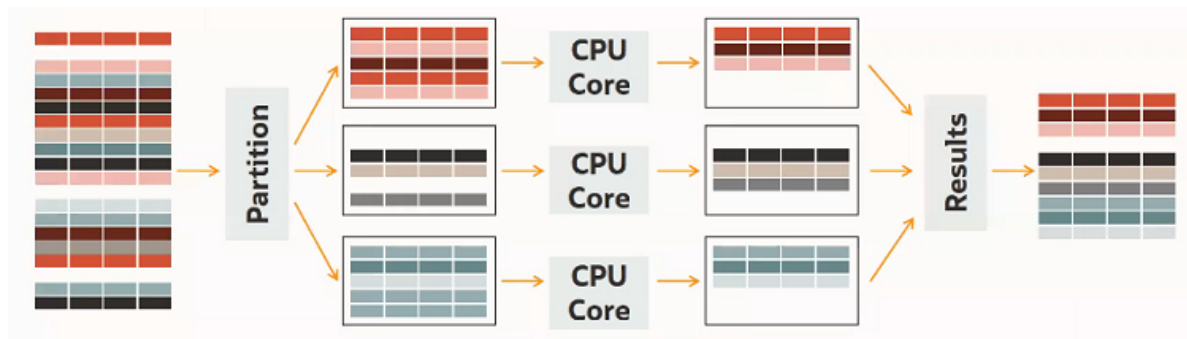 Partition
CPU
Core
CPU
Core
CPU
Core
Results